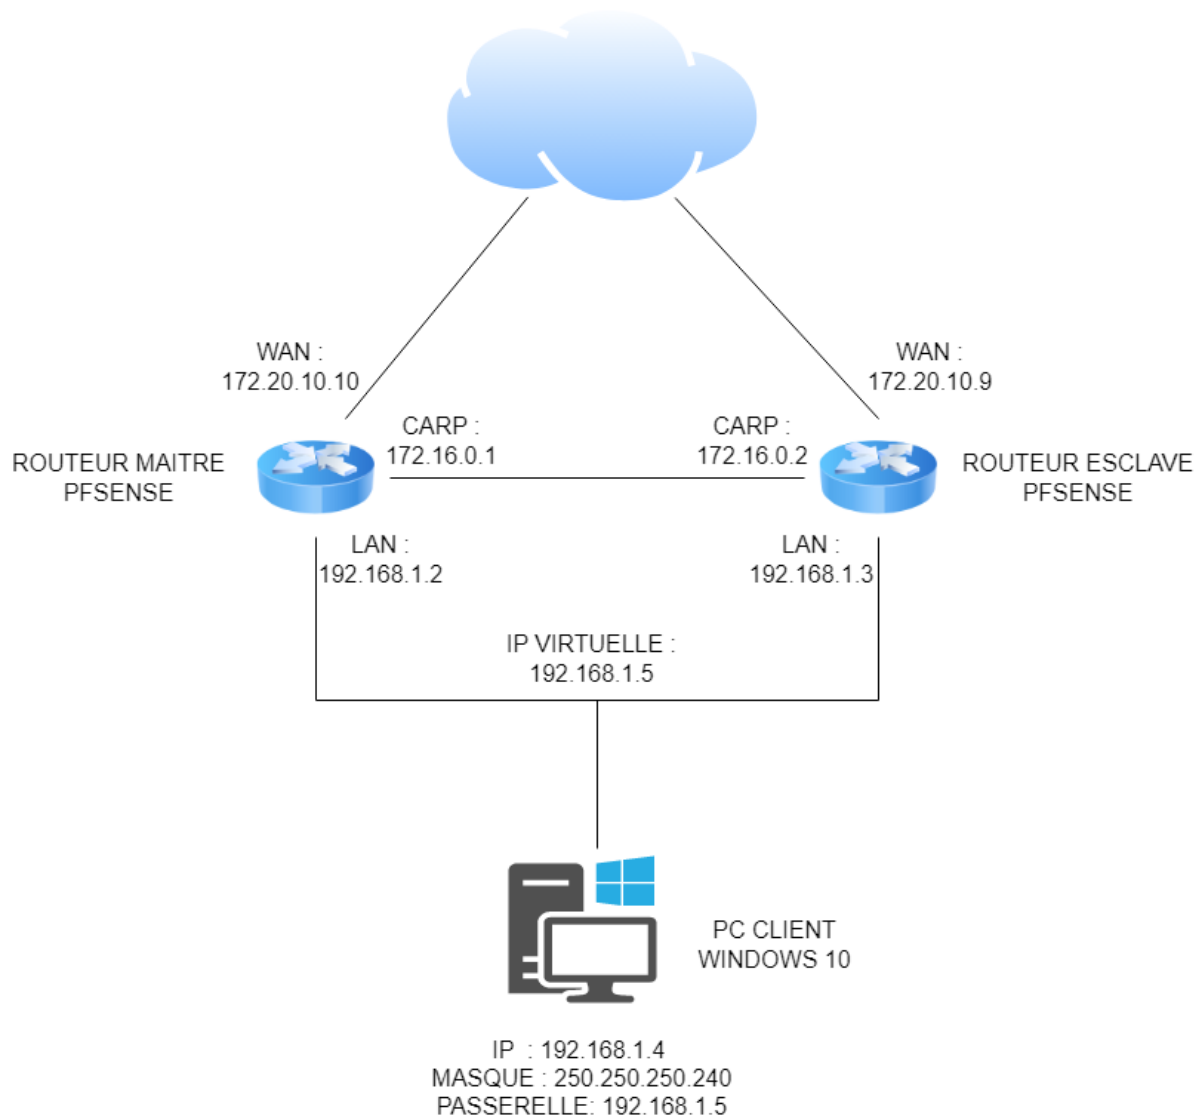 WAN :
172.20.10.10
WAN :
172.20.10.9
CARP :
172.16.0.1
CARP :
172.16.0.2
ROUTEUR MAITRE
PFSENSE
ROUTEUR ESCLAVE
PFSENSE
LAN :
192.168.1.2
LAN :
192.168.1.3
IP VIRTUELLE :
192.168.1.5
PC CLIENT
WINDOWS 10
IP : 192.168.1.4
MASQUE : 250.250.250.240
PASSERELLE: 192.168.1.5